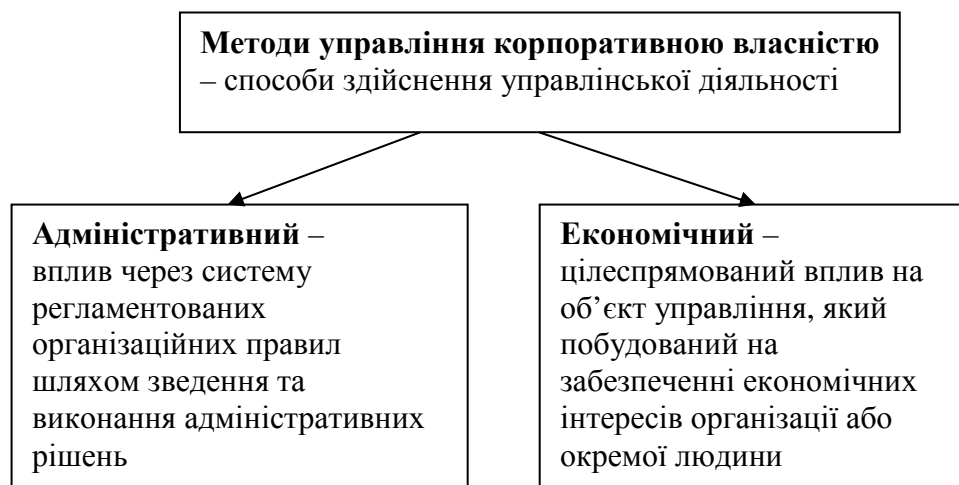 Методи управління корпоративною власністю
– способи здійснення управлінської діяльності
Адміністративний –
вплив через систему
регламентованих
організаційних правил
шляхом зведення та
виконання адміністративних
рішень
Економічний –
цілеспрямований вплив на
об’єкт управління, який
побудований на
забезпеченні економічних
інтересів організації або
окремої людини